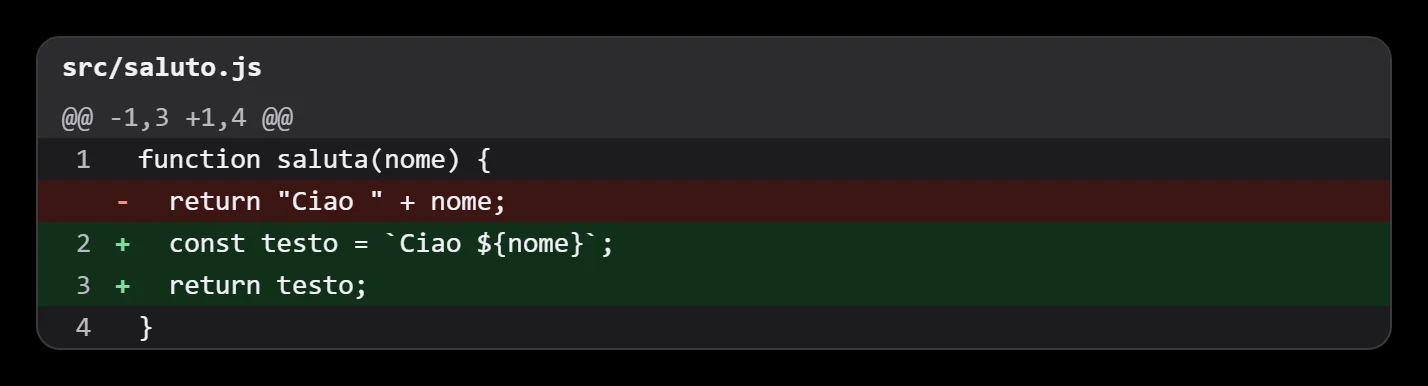 src/saluto.js
@@ -1,3 +1,4 @@
1 function saluta(nome) {
-   return "Ciao " + nome;
2 +   const testo = `Ciao ${nome}`;
3 +   return testo;
4 }